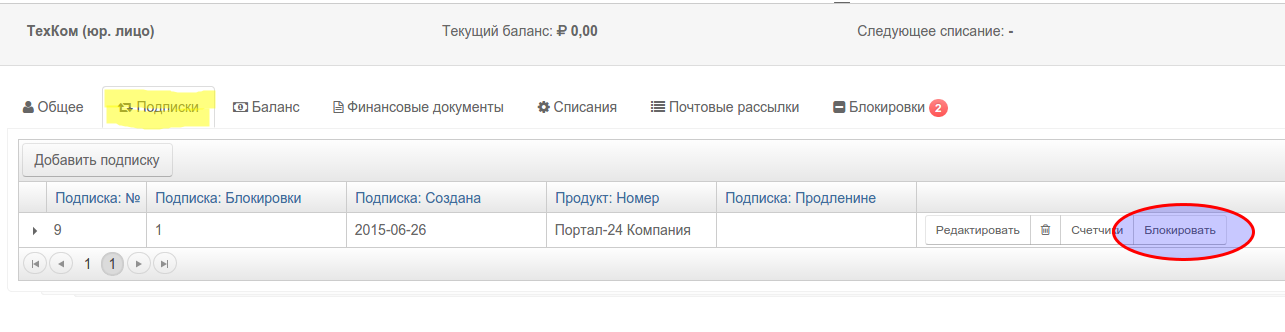 ТехКом (юр. лицо) Текущий баланс: ₽ 0,00 Следующее списание: -
Общее Подписки Баланс Финансовые документы Списания Почтовые рассылки Блокировки 2
Добавить подписку
Подписка: № Подписка: Блокировки Подписка: Создана Продукт: Номер Подписка: Продленине
9 1 2015-06-26 Портал-24 Компания Редактировать Счетчики Блокировать
1 1